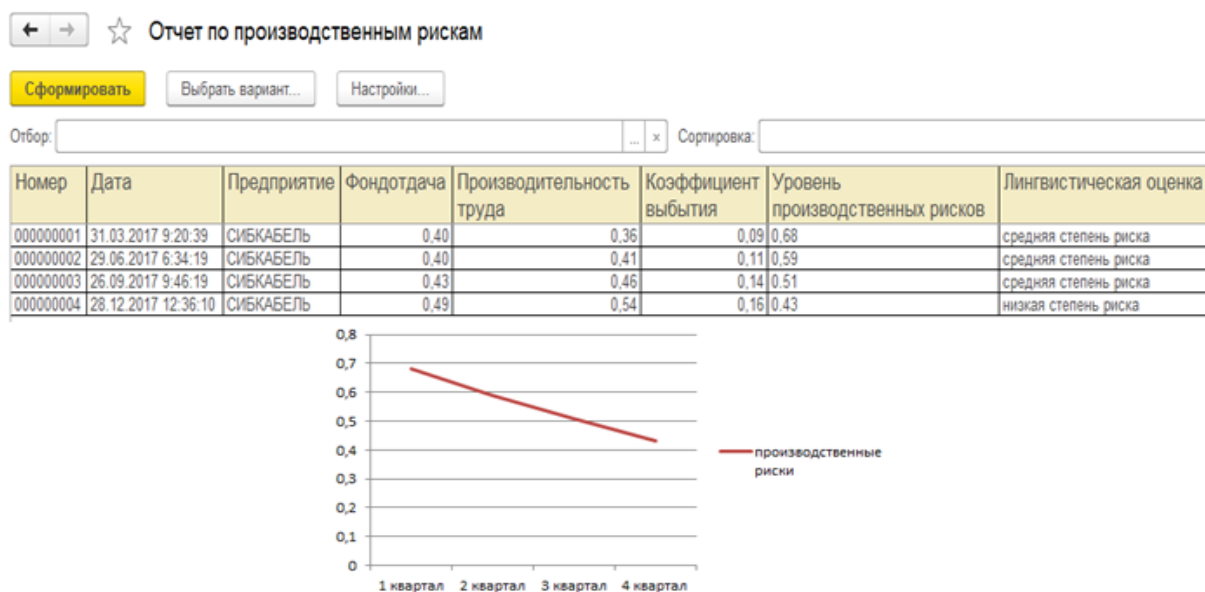 Отчет по производственным рискам
Сформировать Выбрать вариант... Настройки...
Отбор: ... × Сортировка:
Номер Дата Предприятие Фондотдача Производительность труда Коэффициент выбытия Уровень производственных рисков Лингвистическая оценка
000000001 31.03.2017 9:20:39 СИБКАБЕЛЬ 0,40 0,36 0,09 0,68 средняя степень риска
000000002 29.06.2017 6:34:19 СИБКАБЕЛЬ 0,40 0,41 0,11 0,59 средняя степень риска
000000003 26.09.2017 9:46:19 СИБКАБЕЛЬ 0,43 0,46 0,14 0.51 средняя степень риска
000000004 28.12.2017 12:36:10 СИБКАБЕЛЬ 0,49 0,54 0,16 0.43 низкая степень риска
0,8
0,7
0,6
0,5
0,4
0,3
0,2
0,1
0
1 квартал 2 квартал 3 квартал 4 квартал
производственные
риски